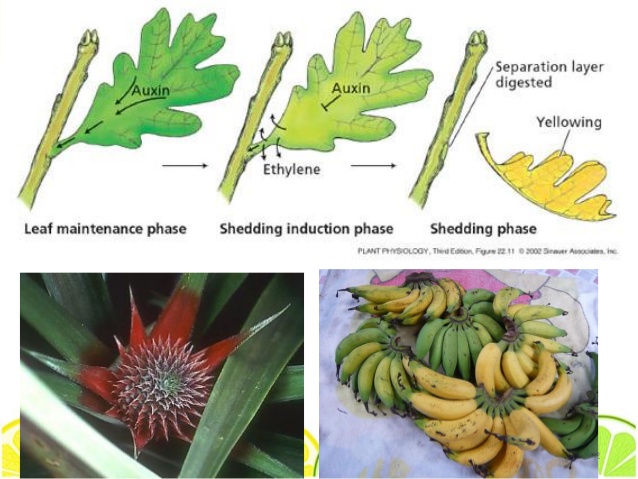 Auxin
Auxin
Separation layer
digested
Yellowing
Ethylene
Leaf maintenance phase
Shedding induction phase
Shedding phase
PLANT PHYSIOLOGY, Third Edition, Figure 22.11 © 2002 Sinauer Associates, Inc.